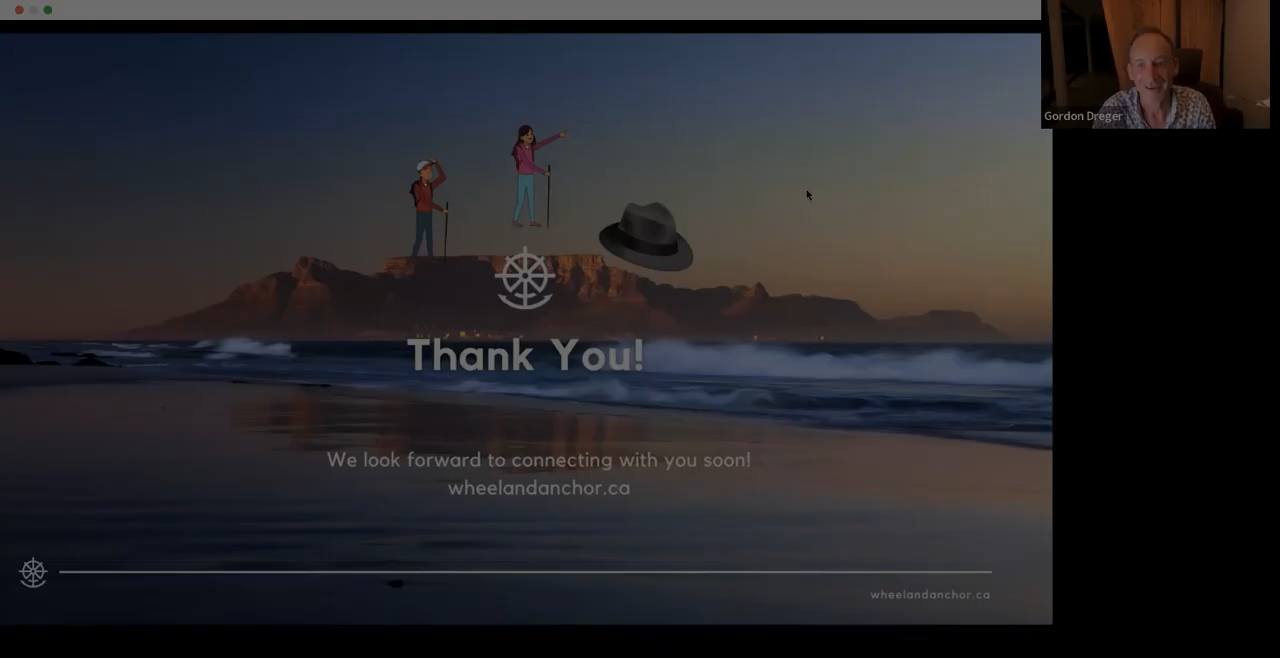 Gordon Dreger
Thank You!
We look forward to connecting with you soon!
wheelandanchor.ca
wheelandanchor.ca